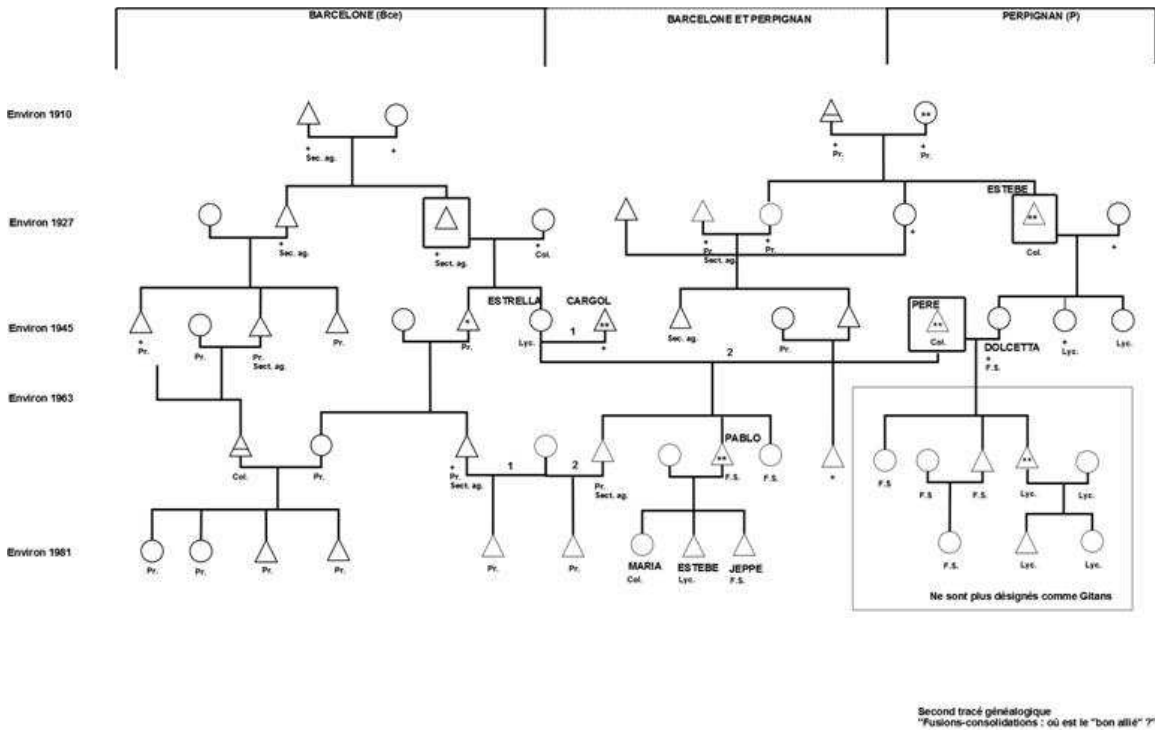 BARCELONE (Bce)
BARCELONE ET PERPIGNAN
PERPIGNAN (P)
Environ 1910
+
Sec. ag.
+
+
Pr.
**
+
Pr.
Environ 1927
+
Sec. ag.
+
Sect. ag.
+
Col.
+
Pr.
Sect. ag.
+
Pr.
+
ESTEBE
**
Col.
+
Environ 1945
+
Pr.
Pr.
Pr.
Sect. ag.
Pr.
*
Pr.
ESTRELLA
Lyc.
1
CARGOL
**
+
2
Sec. ag.
Pr.
PERE
**
Col.
DOLCETTA
+
F.S.
+
Lyc.
Lyc.
Environ 1963
Col.
Pr.
+
Pr.
Sect. ag.
1
2
Pr.
Sect. ag.
PABLO
**
F.S.
F.S.
+
F.S
F.S
F.S.
**
Lyc.
Lyc.
Environ 1981
Pr.
Pr.
Pr.
Pr.
Pr.
Pr.
MARIA
Col.
ESTEBE
Lyc.
JEPPE
F.S.
F.S.
Lyc.
Lyc.
Ne sont plus désignés comme Gitans
Second tracé généalogique
"Fusions-consolidations : où est le "bon allié" ?"